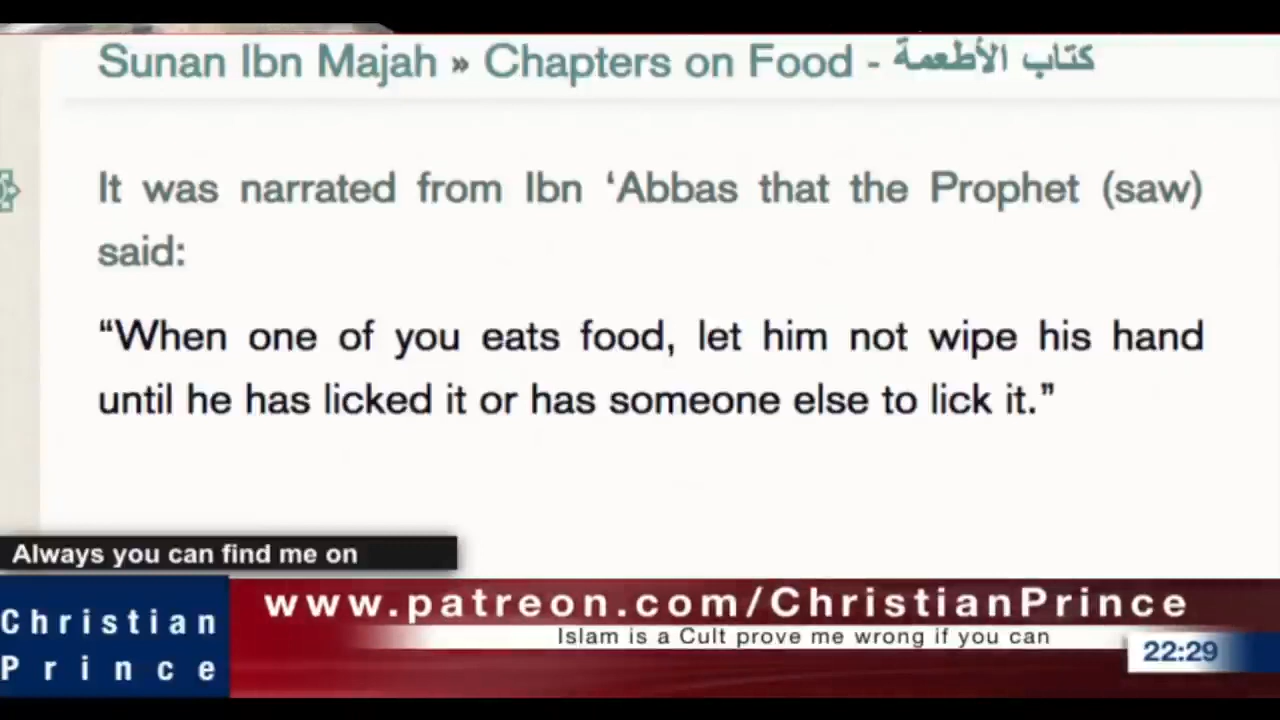 Sunan Ibn Majah » Chapters on Food - كتاب الأطعمة
It was narrated from Ibn ‘Abbas that the Prophet (saw)
said:
“When one of you eats food, let him not wipe his hand
until he has licked it or has someone else to lick it.”
Always you can find me on
Christian
Prince
www.patreon.com/ChristianPrince
Islam is a Cult prove me wrong if you can
22:29